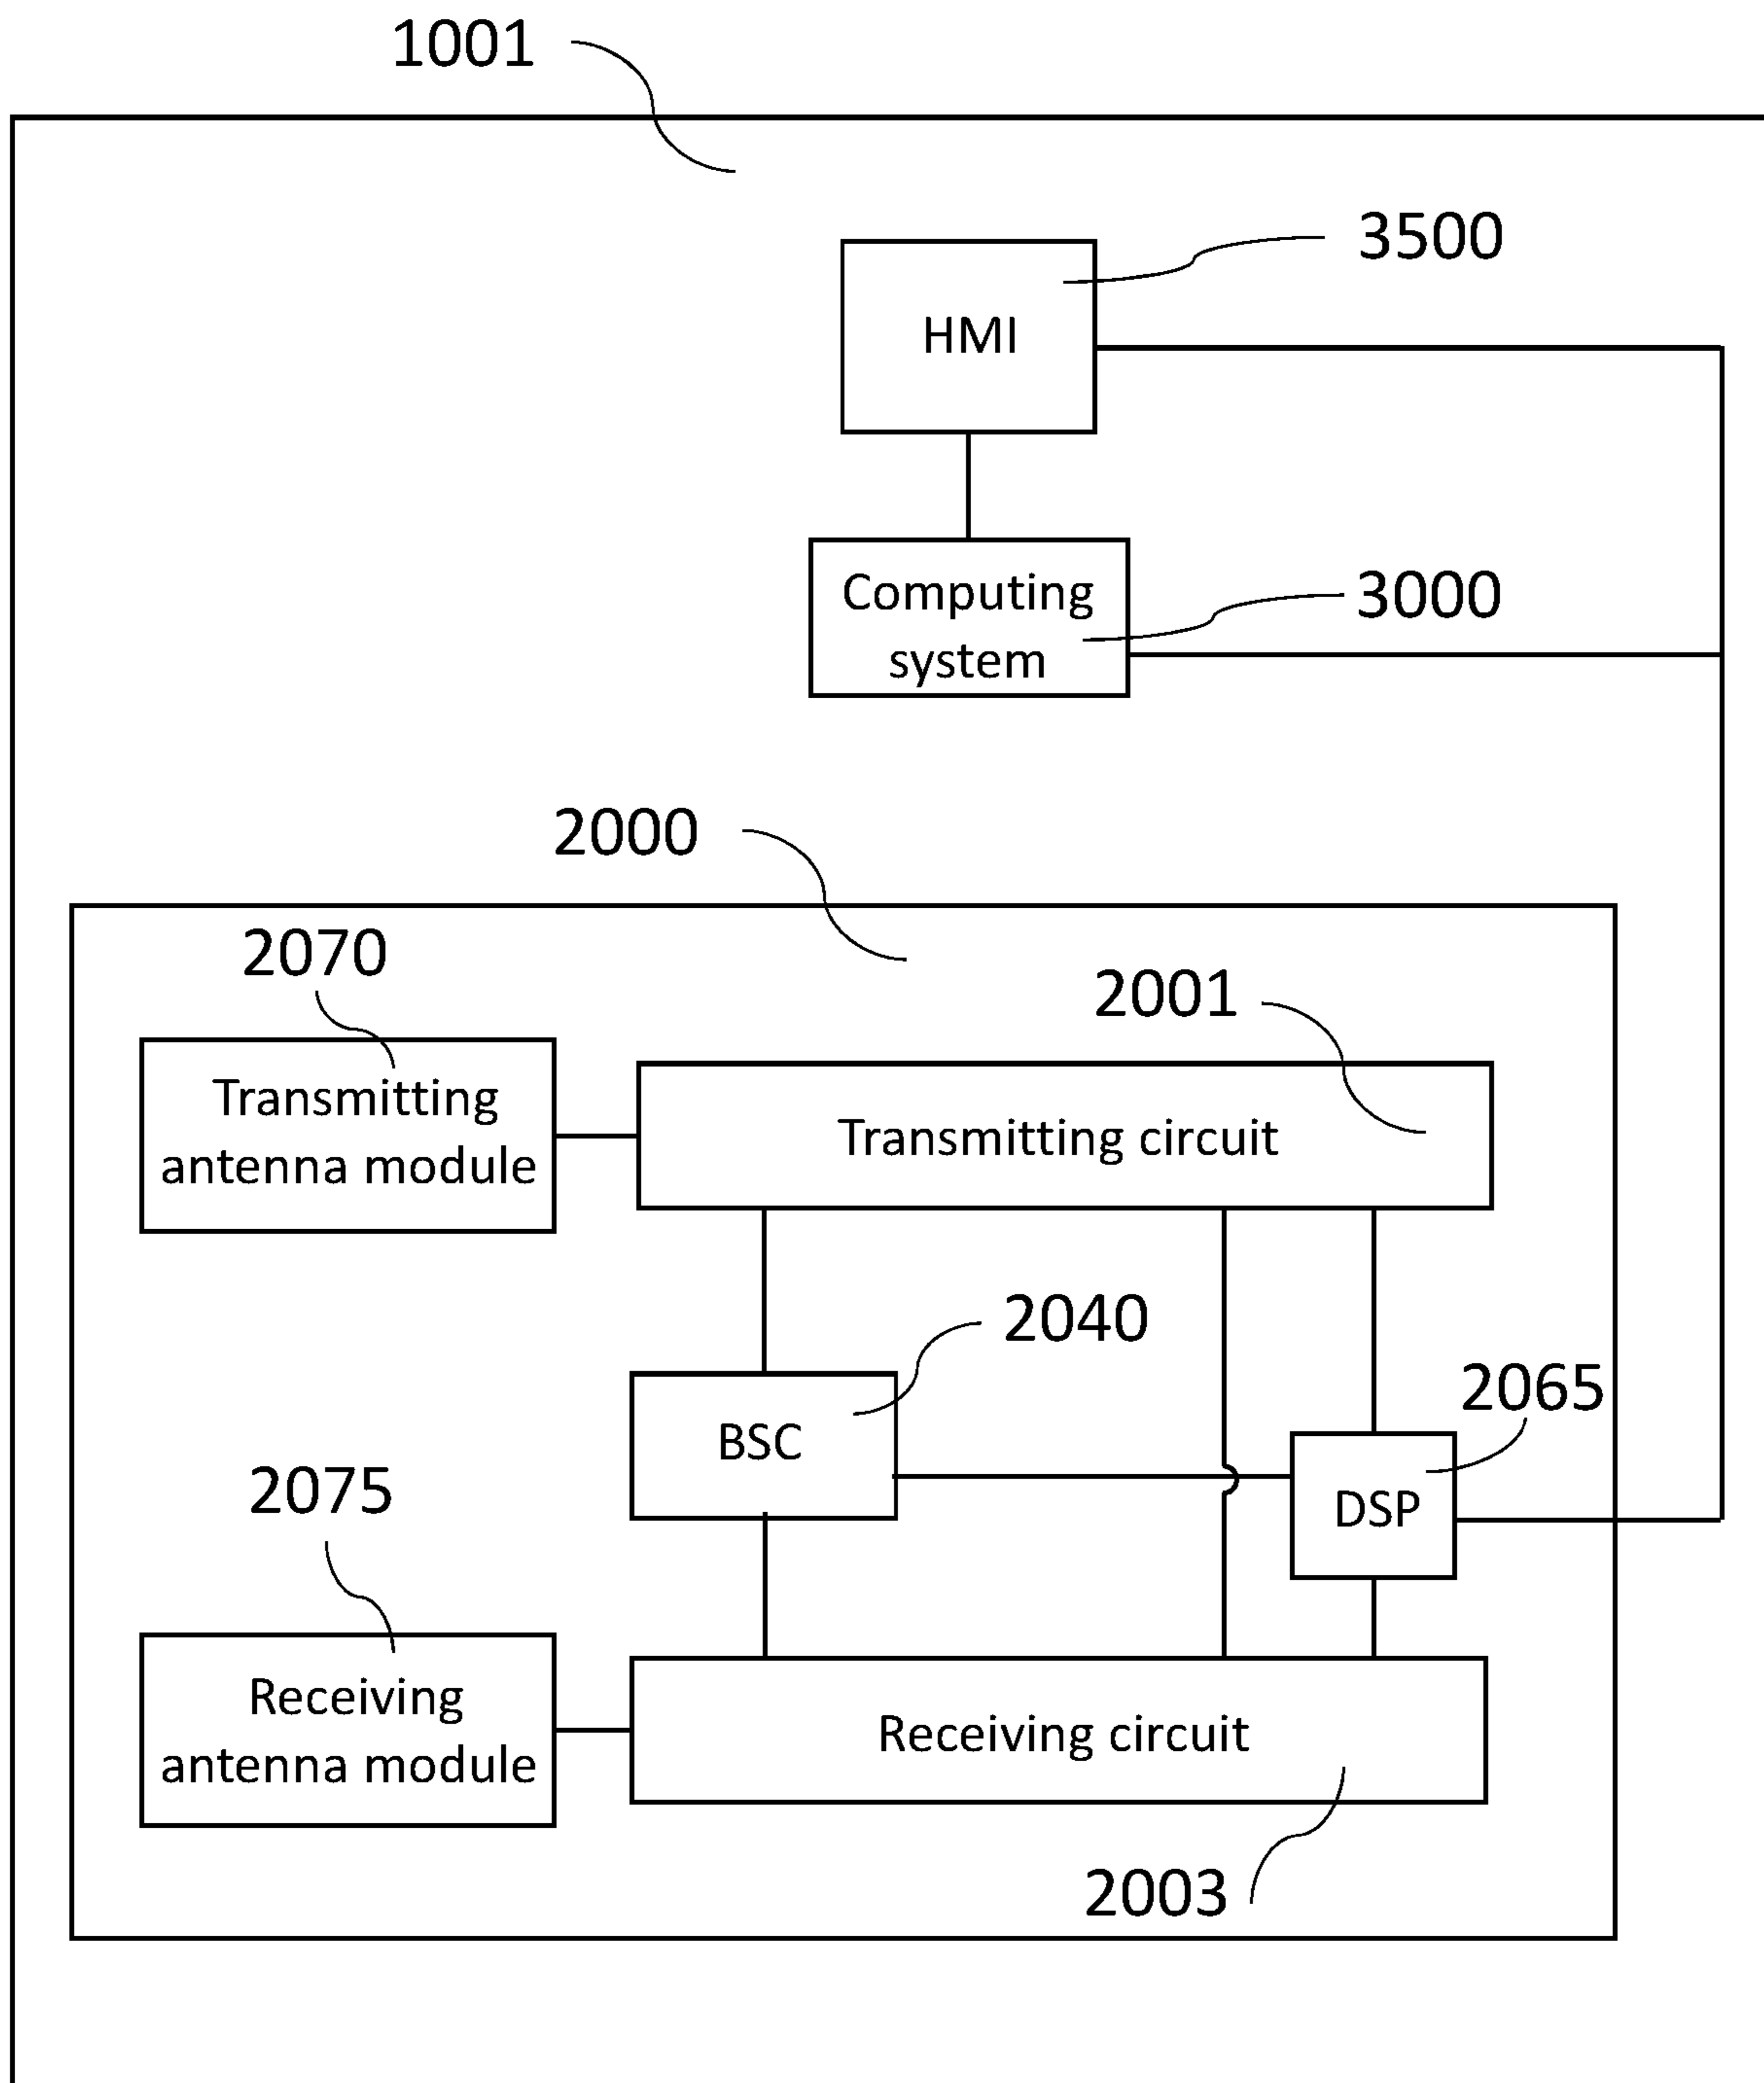 1001
3500
HMI
Computing
system
3000
2000
2070
2001
Transmitting
antenna module
Transmitting circuit
2040
2065
BSC
DSP
2075
Receiving
antenna module
Receiving circuit
2003